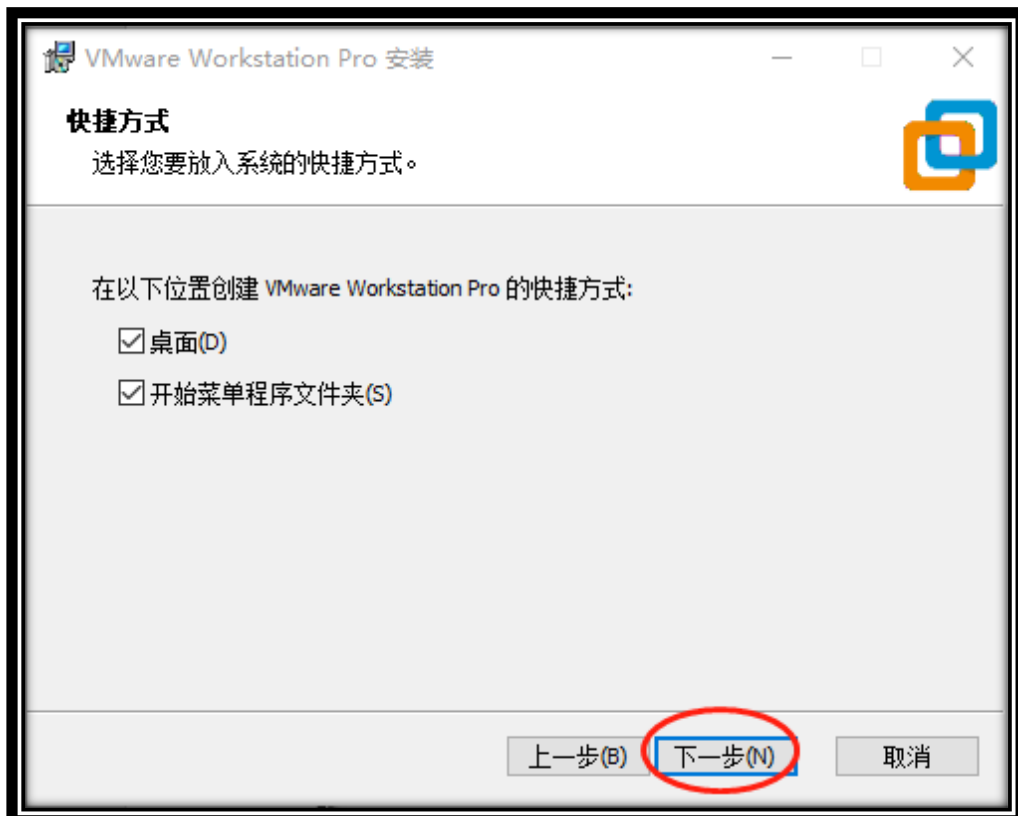 VMware Workstation Pro 安装
快捷方式
选择您要放入系统的快捷方式。
在以下位置创建 VMware Workstation Pro 的快捷方式:
桌面(D)
开始菜单程序文件夹(S)
上一步(B) 下一步(N) 取消